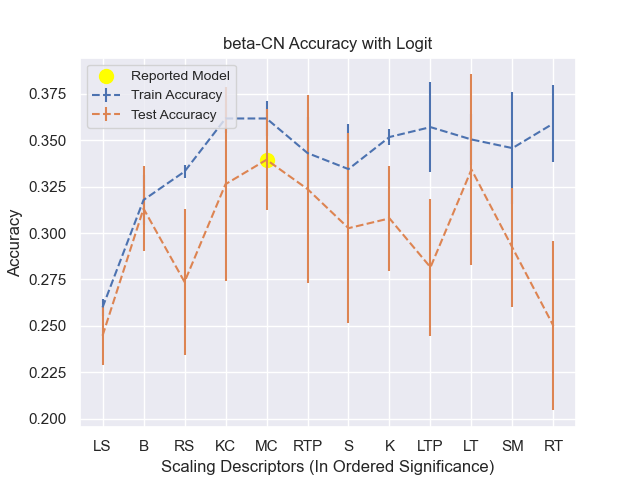 beta-CN Accuracy with Logit
Reported Model
Train Accuracy
Test Accuracy
Accuracy
0.375
0.350
0.325
0.300
0.275
0.250
0.225
0.200
LS B RS KC MC RTP S K LTP LT SM RT
Scaling Descriptors (In Ordered Significance)